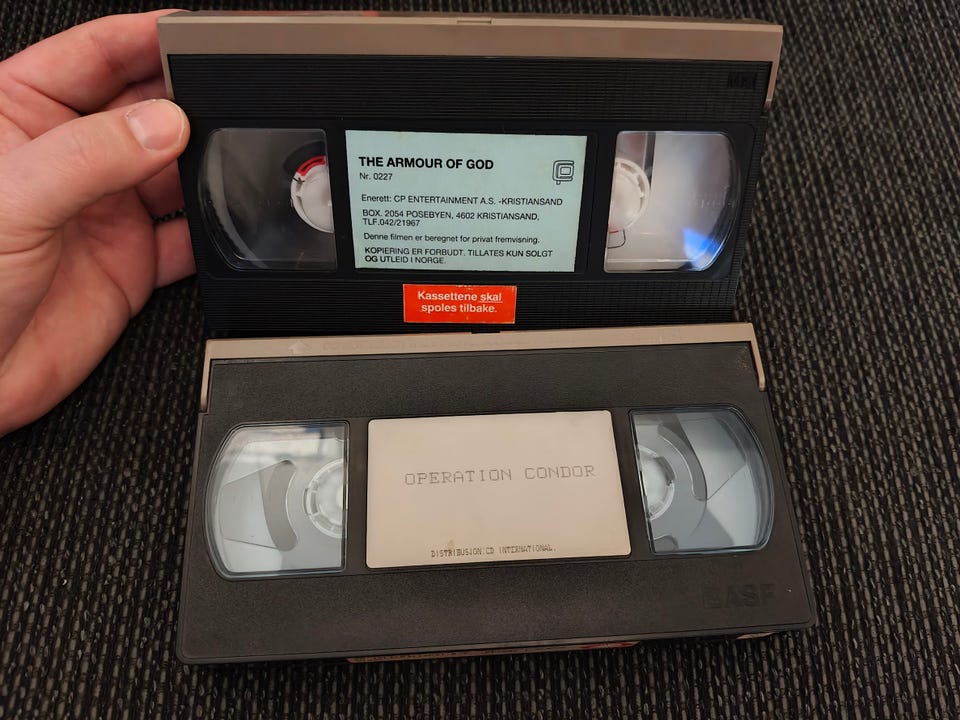 THE ARMOUR OF GOD
Nr. 0227
Enerett: CP ENTERTAINMENT A.S. -KRISTIANSAND
BOX. 2054 POSEBYEN, 4602 KRISTIANSAND.
TLF.042/21967
Denne filmen er beregnet for privat fremvisning.
KOPIERING ER FORBUDT. TILLATES KUN SOLGT
OG UTLEID I NORGE.
Kassettene skal
spoles tilbake.
OPERATION CONDOR
DISTRIBUSJON:CD INTERNATIONAL.
BASF